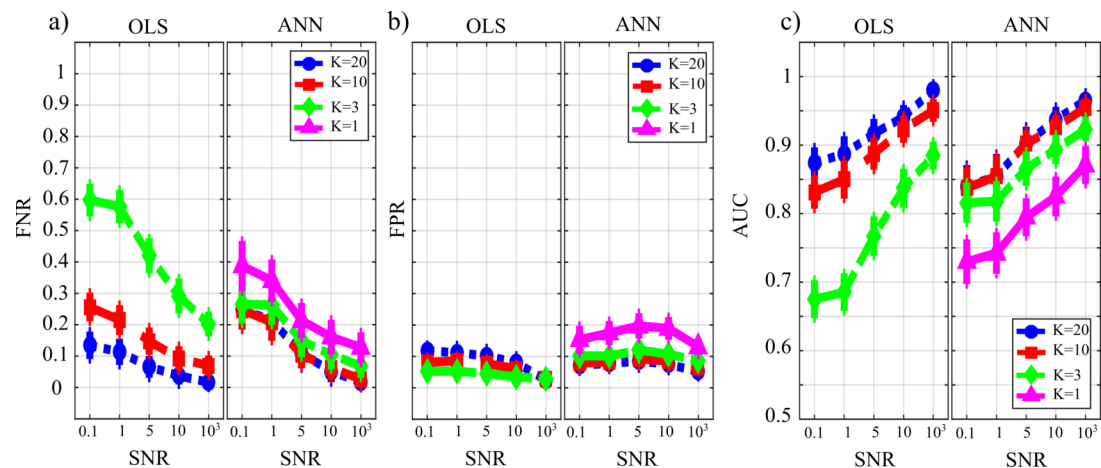 a) OLS ANN b) OLS ANN c) OLS ANN
FNR
1
0.9
0.8
0.7
0.6
0.5
0.4
0.3
0.2
0.1
0
K=20
K=10
K=3
K=1
0.1 1 5 10 10³ 0.1 1 5 10 10³
SNR SNR
FPR
K=20
K=10
K=3
K=1
0.1 1 5 10 10³ 0.1 1 5 10 10³
SNR SNR
AUC
1
0.9
0.8
0.7
0.6
0.5
K=20
K=10
K=3
K=1
0.1 1 5 10 10³ 0.1 1 5 10 10³
SNR SNR